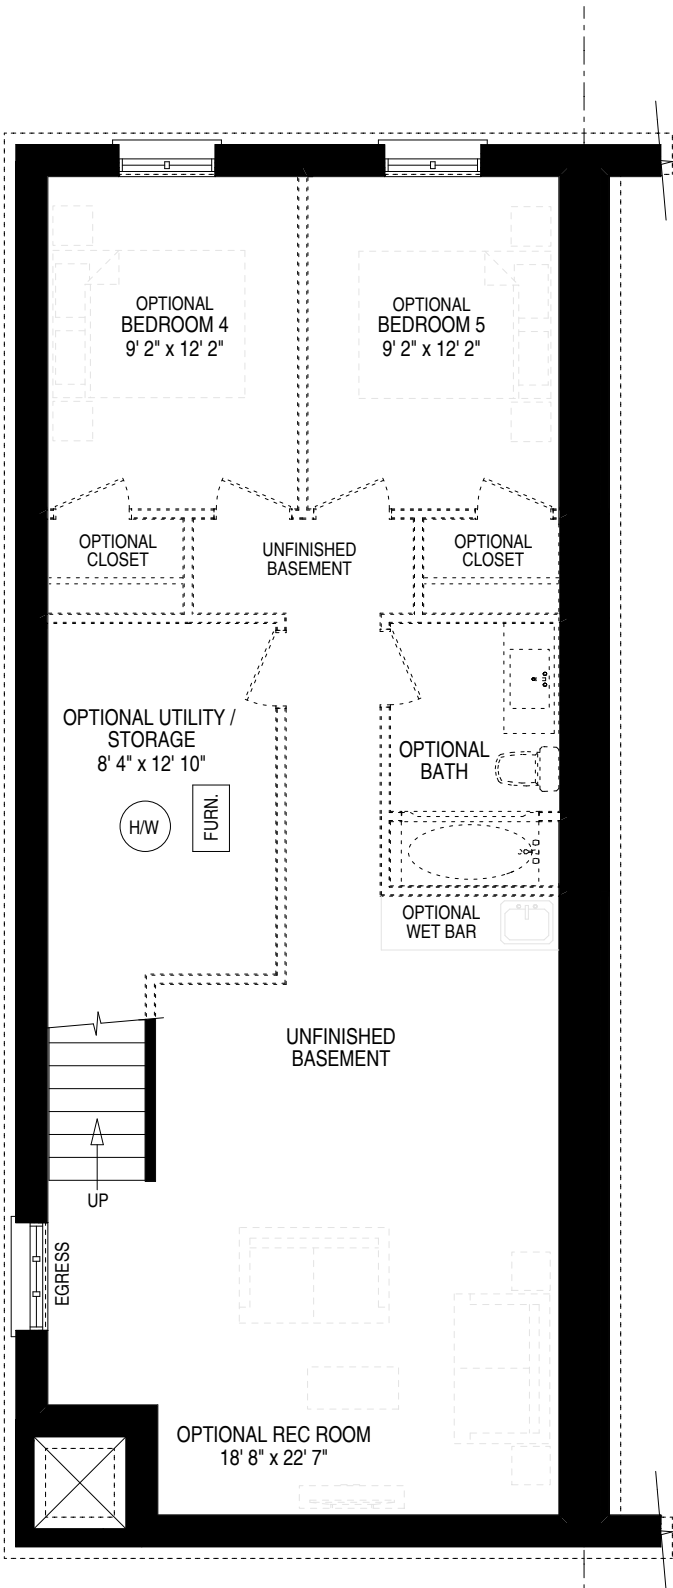 OPTIONAL
BEDROOM 4
9' 2" x 12' 2"
OPTIONAL
BEDROOM 5
9' 2" x 12' 2"
OPTIONAL
CLOSET
UNFINISHED
BASEMENT
OPTIONAL
CLOSET
OPTIONAL UTILITY /
STORAGE
8' 4" x 12' 10"
H/W
FURN.
OPTIONAL
BATH
OPTIONAL
WET BAR
UNFINISHED
BASEMENT
UP
EGRESS
OPTIONAL REC ROOM
18' 8" x 22' 7"